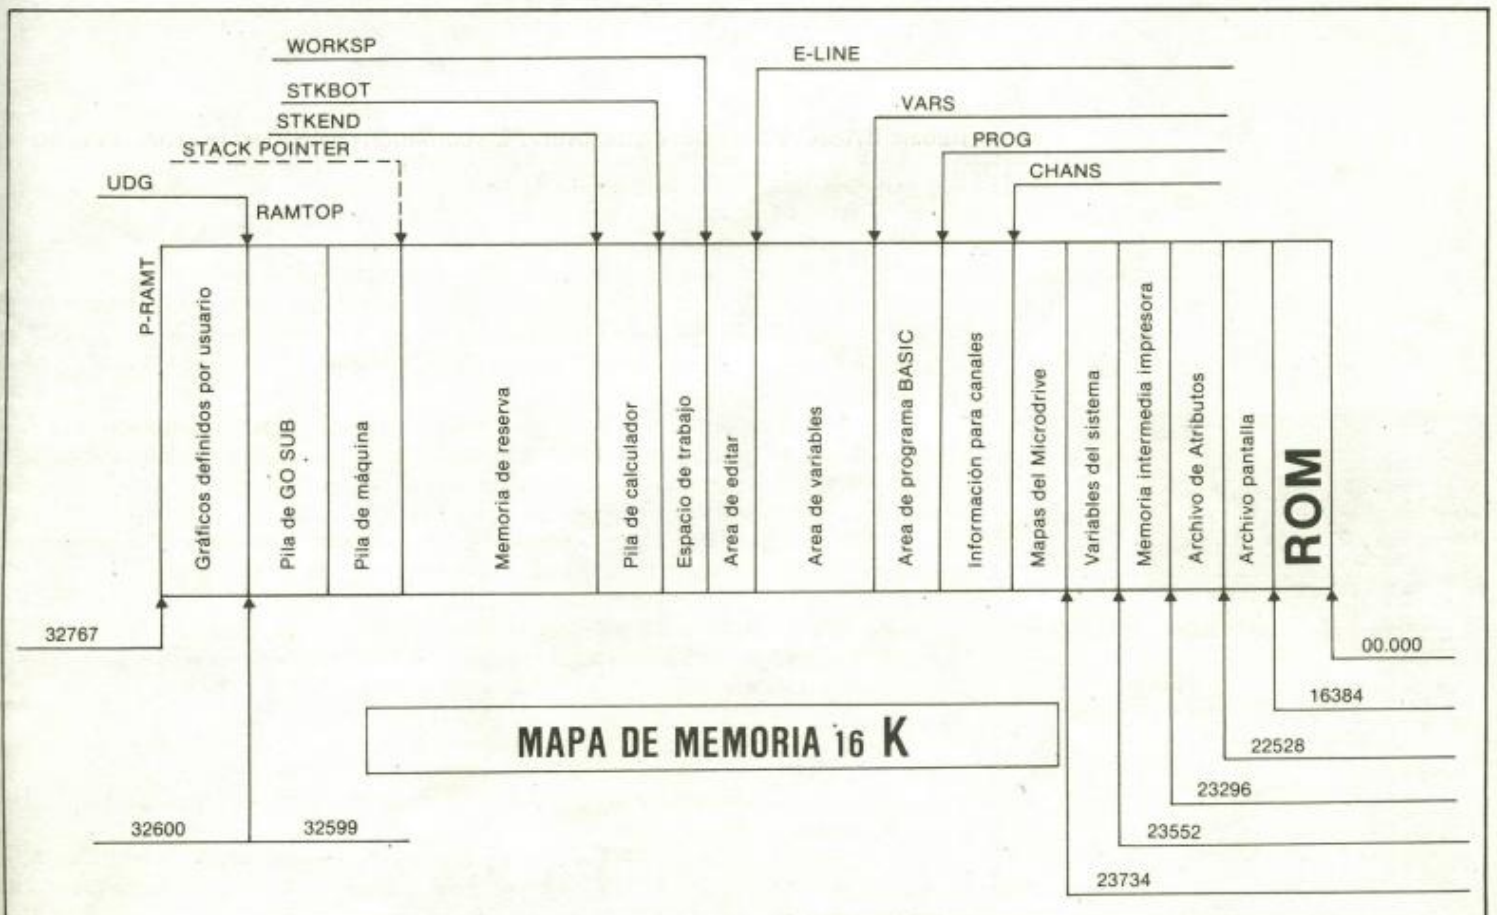 WORKSP
E-LINE
STKBOT
VARS
STKEND
PROG
STACK POINTER
CHANS
UDG
RAMTOP
P-RAMT
Gráficos definidos por usuario
Pila de GO SUB
Pila de máquina
Memoria de reserva
Pila de calculador
Espacio de trabajo
Area de editar
Area de variables
Area de programa BASIC
Información para canales
Mapas del Microdrive
Variables del sistema
Memoria intermedia impresora
Archivo de Atributos
Archivo pantalla
ROM
32767
00.000
16384
MAPA DE MEMORIA 16 K
22528
23296
32600
32599
23552
23734